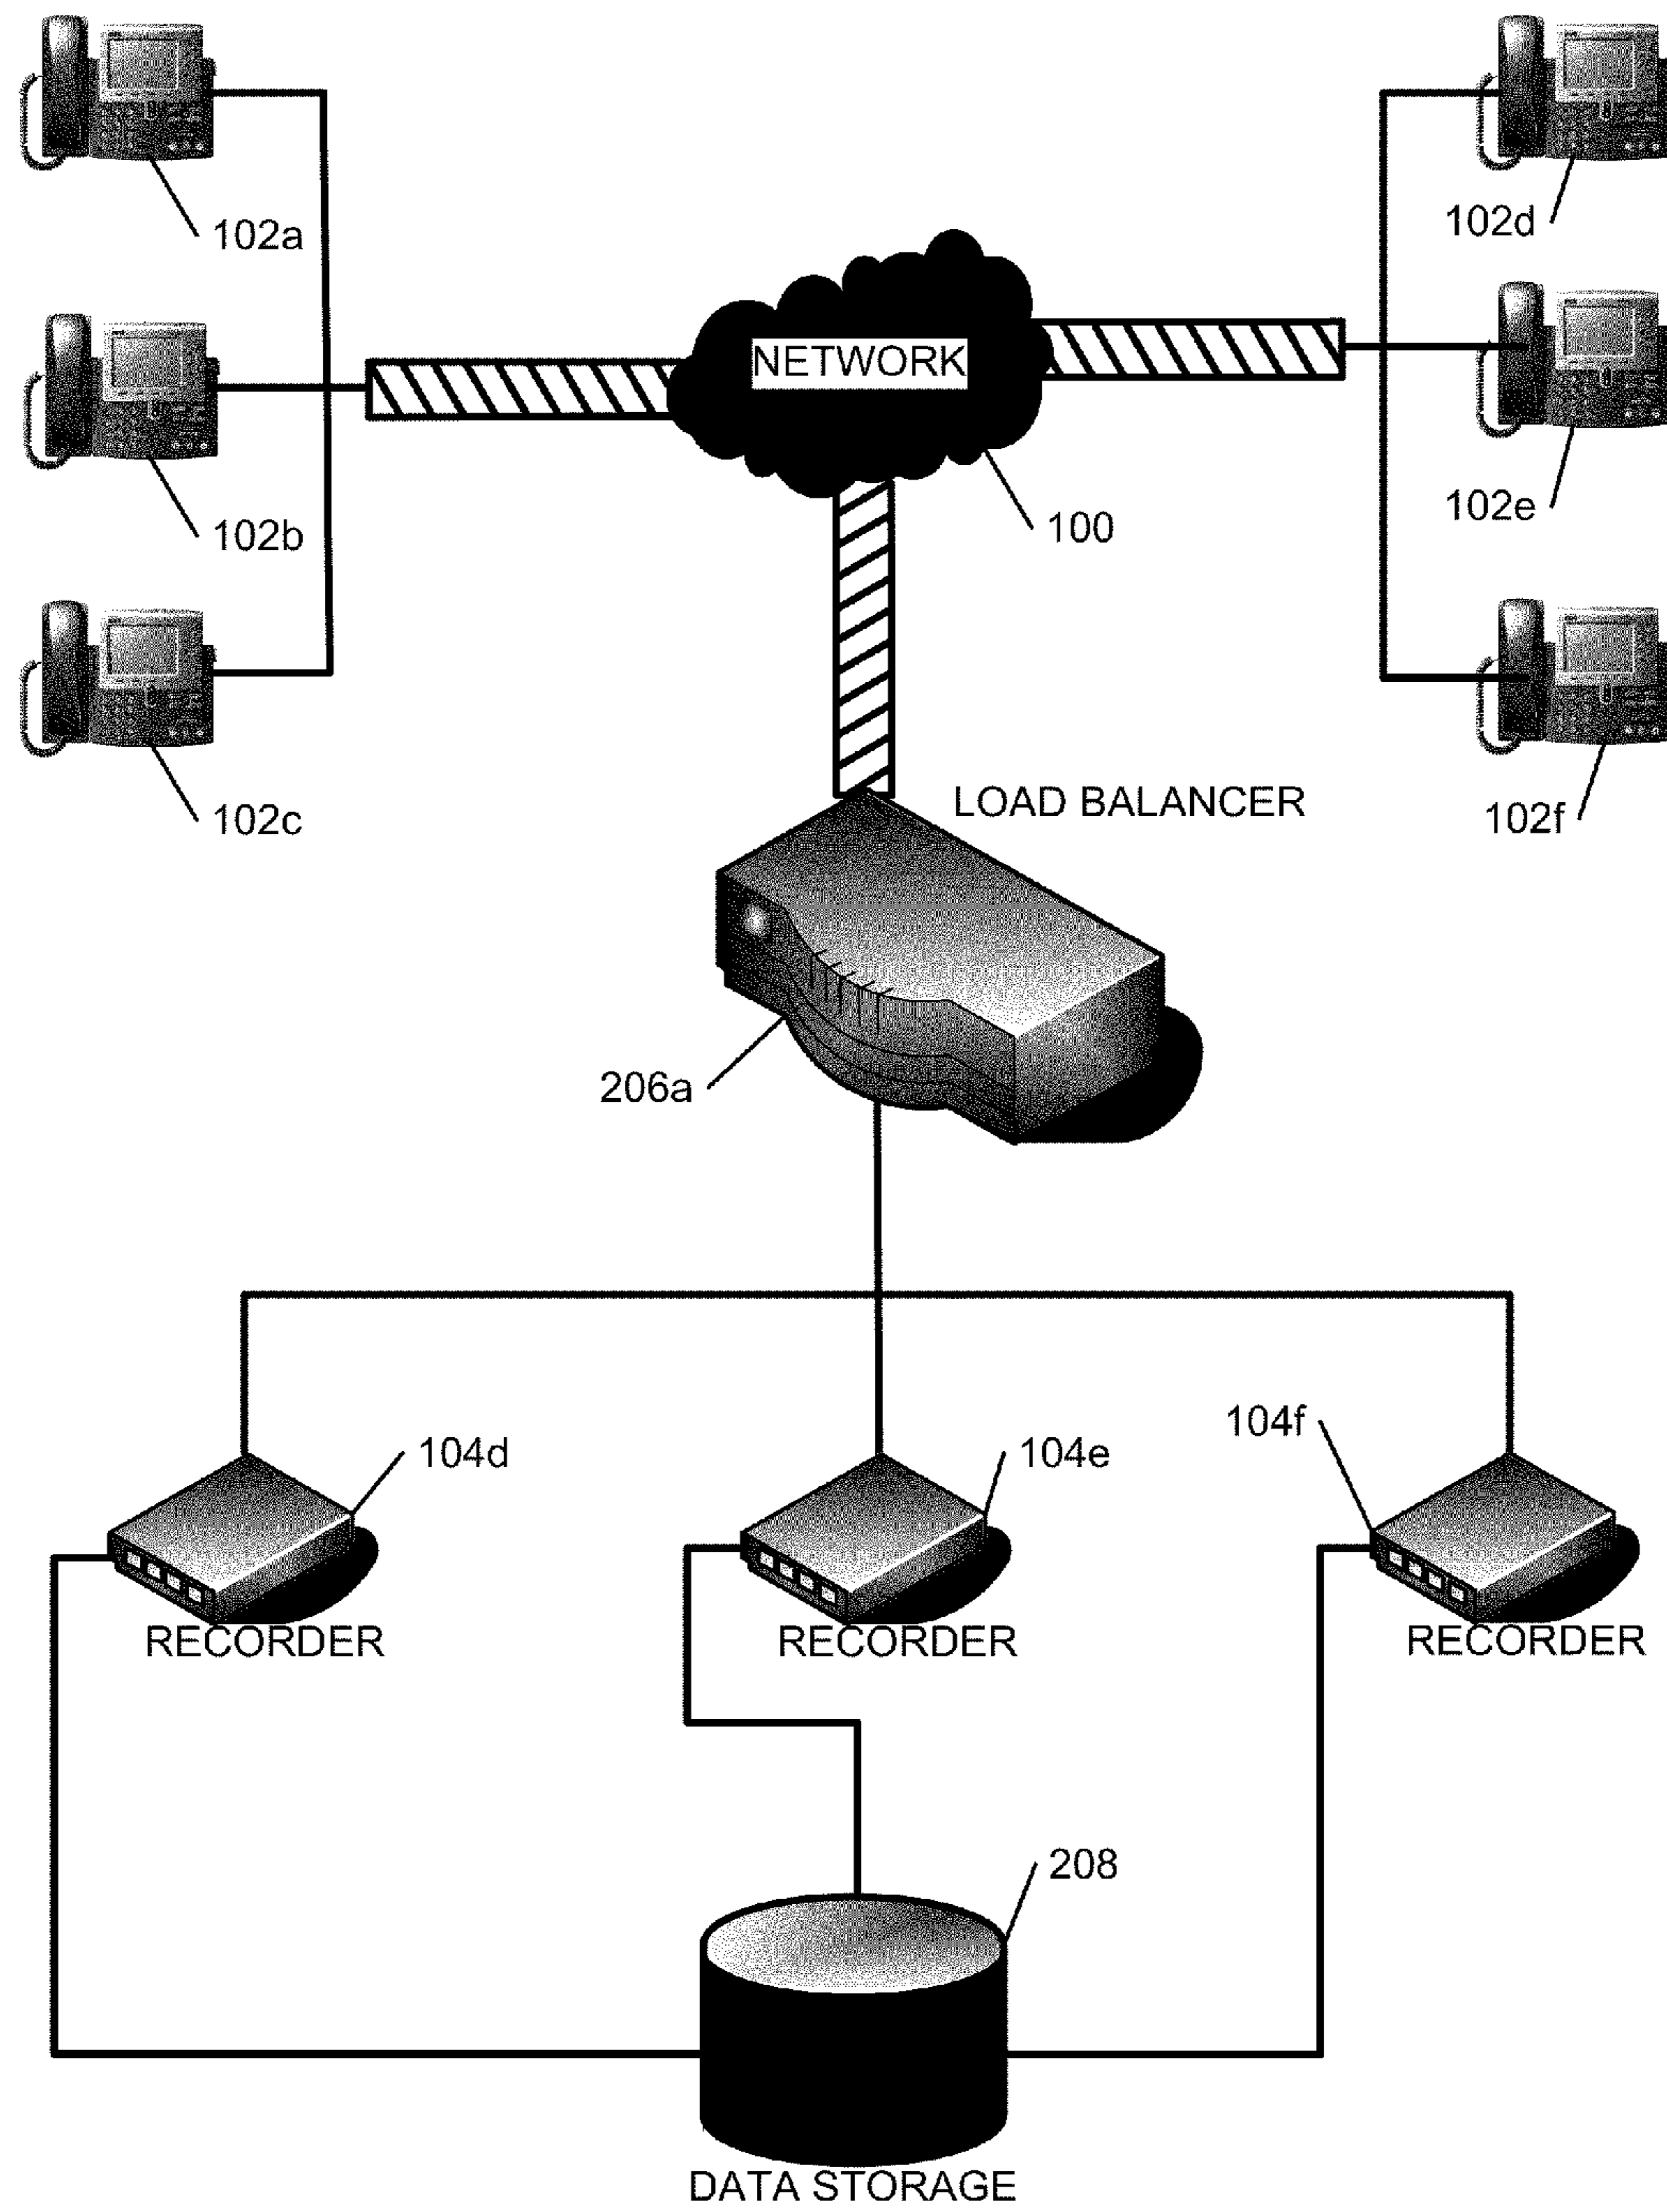 102a
102d
NETWORK
102b
100
102e
102c
LOAD BALANCER
102f
206a
104d
104e
104f
RECORDER
RECORDER
RECORDER
208
DATA STORAGE